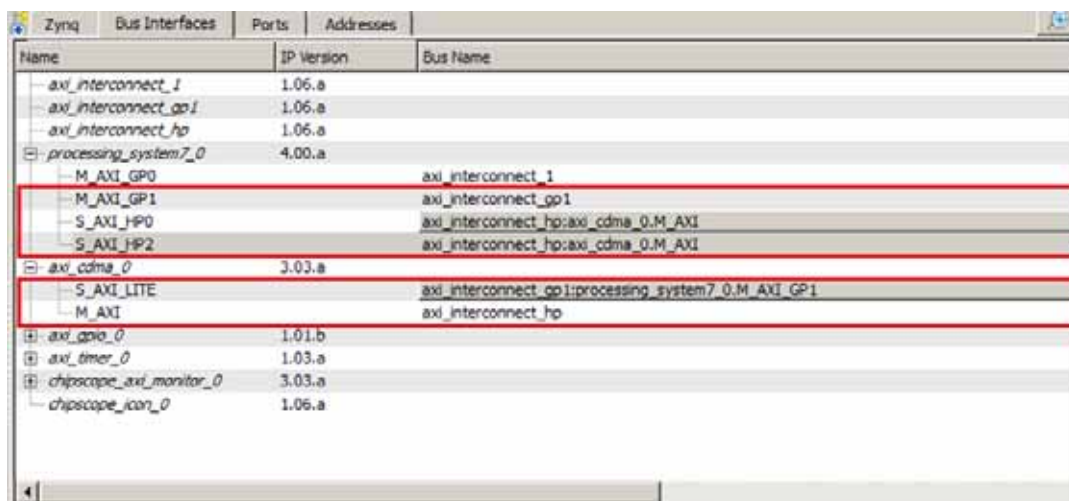 Zynq Bus Interfaces Ports Addresses
Name IP Version Bus Name
axi_interconnect_1 1.06.a
axi_interconnect_gp1 1.06.a
axi_interconnect_hp 1.06.a
processing_system7_0 4.00.a
M_AXI_GP0 axi_interconnect_1
M_AXI_GP1 axi_interconnect_gp1
S_AXI_HP0 axi_interconnect_hp:axi_cdma_0.M_AXI
S_AXI_HP2 axi_interconnect_hp:axi_cdma_0.M_AXI
axi_cdma_0 3.03.a
S_AXI_LITE axi_interconnect_gp1:processing_system7_0.M_AXI_GP1
M_AXI axi_interconnect_hp
axi_gpio_0 1.01.b
axi_timer_0 1.03.a
chipscope_axi_monitor_0 3.03.a
chipscope_icon_0 1.06.a